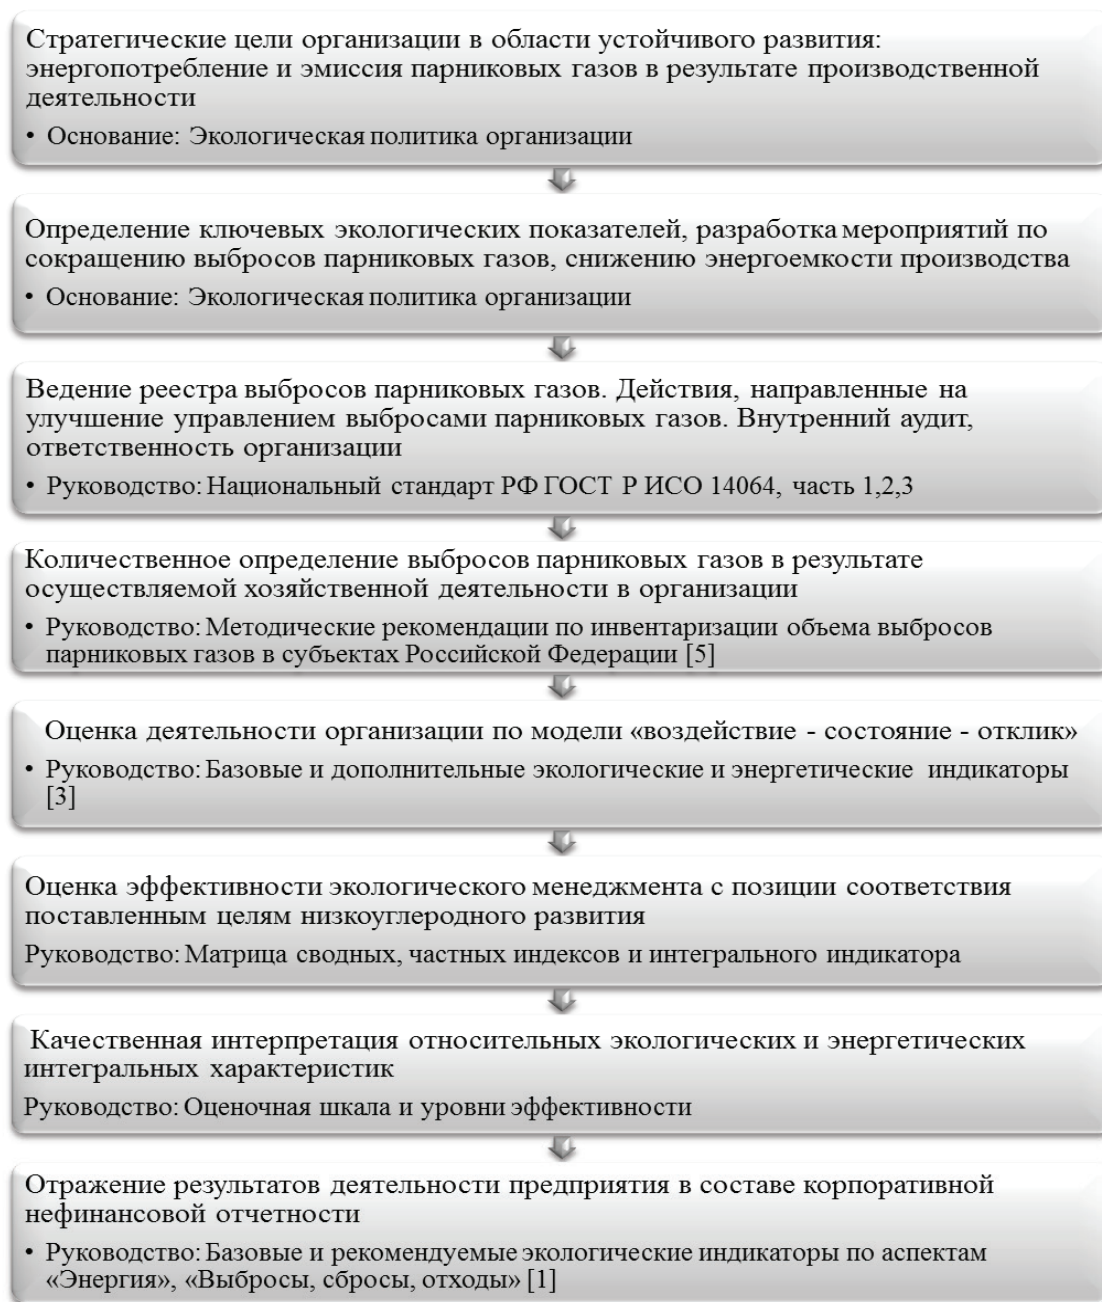 Стратегические цели организации в области устойчивого развития:
энергопотребление и эмиссия парниковых газов в результате производственной
деятельности
• Основание: Экологическая политика организации
Определение ключевых экологических показателей, разработка мероприятий по
сокращению выбросов парниковых газов, снижению энергоемкости производства
• Основание: Экологическая политика организации
Ведение реестра выбросов парниковых газов. Действия, направленные на
улучшение управлением выбросами парниковых газов. Внутренний аудит,
ответственность организации
• Руководство: Национальный стандарт РФ ГОСТ Р ИСО 14064, часть 1,2,3
Количественное определение выбросов парниковых газов в результате
осуществляемой хозяйственной деятельности в организации
• Руководство: Методические рекомендации по инвентаризации объема выбросов
парниковых газов в субъектах Российской Федерации [5]
Оценка деятельности организации по модели «воздействие - состояние - отклик»
• Руководство: Базовые и дополнительные экологические и энергетические индикаторы
[3]
Оценка эффективности экологического менеджмента с позиции соответствия
поставленным целям низкоуглеродного развития
Руководство: Матрица сводных, частных индексов и интегрального индикатора
Качественная интерпретация относительных экологических и энергетических
интегральных характеристик
Руководство: Оценочная шкала и уровни эффективности
Отражение результатов деятельности предприятия в составе корпоративной
нефинансовой отчетности
• Руководство: Базовые и рекомендуемые экологические индикаторы по аспектам
«Энергия», «Выбросы, сбросы, отходы» [1]